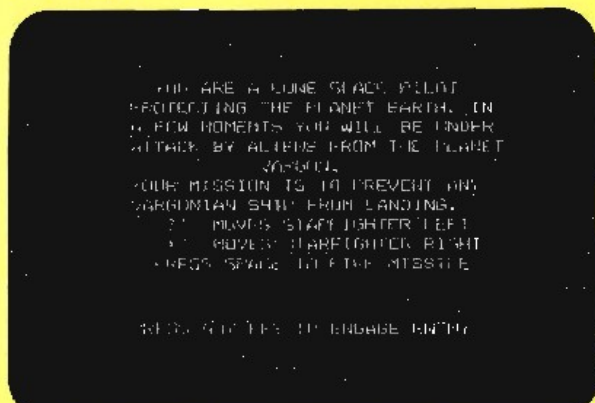 YOU ARE A LONE SPACE PILOT
PROTECTING THE PLANET EARTH. IN
A FEW MOMENTS YOU WILL BE UNDER
ATTACK BY ALIENS FROM THE PLANET
YOUR MISSION IS TO PREVENT ANY
VARGONIAN SHIP FROM LANDING.
MOVES STARFIGHTER LEFT
MOVES STARFIGHTER RIGHT
PRESS SPACE TO FIRE MISSILE
PRESS ANY KEY TO ENGAGE ENEMY